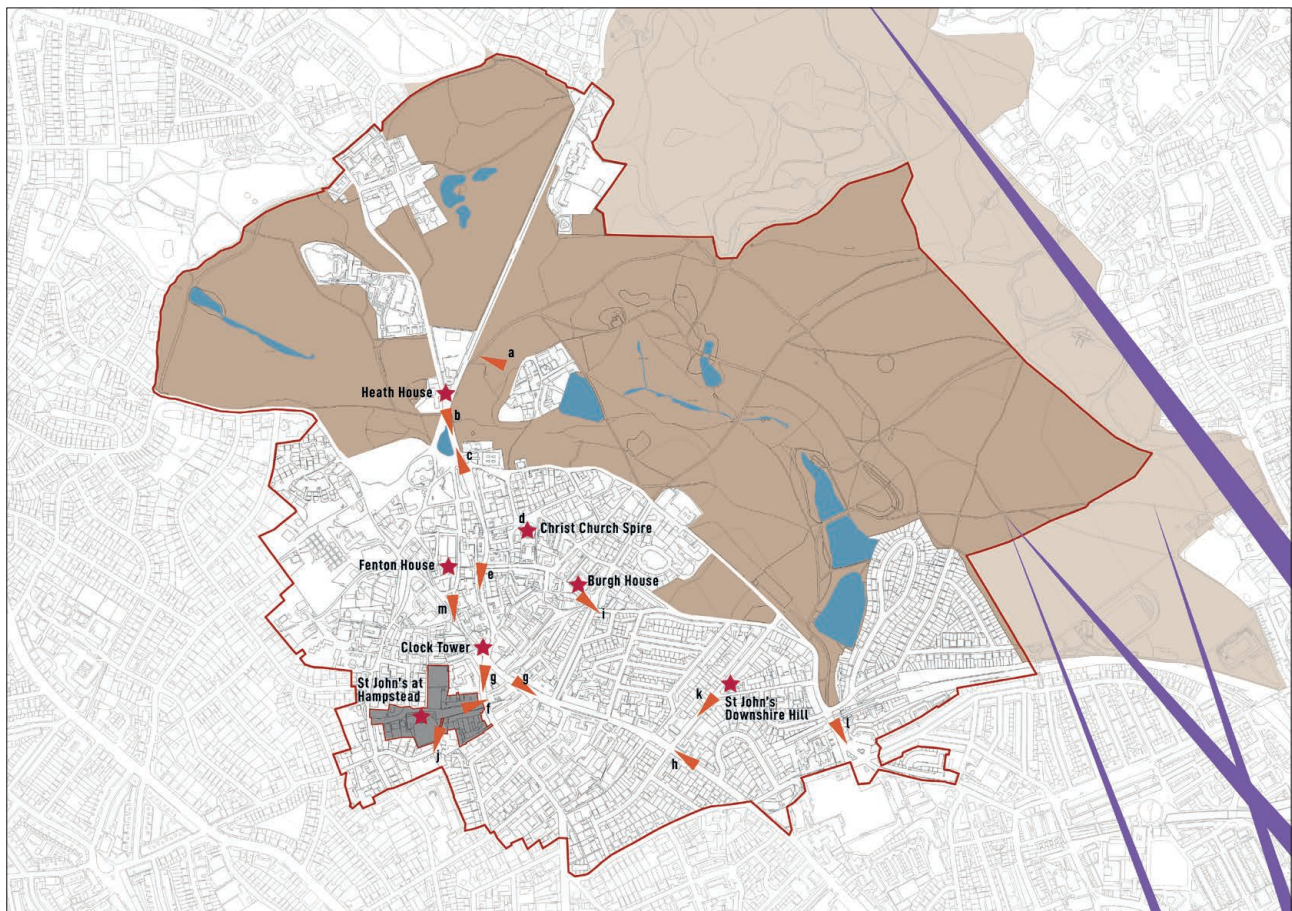 a
Heath House
b
c
d
Christ Church Spire
Fenton House
e
Burgh House
m
i
Clock Tower
g
g
St John's at
Hampstead
f
k
St John's
Downshire Hill
l
j
h